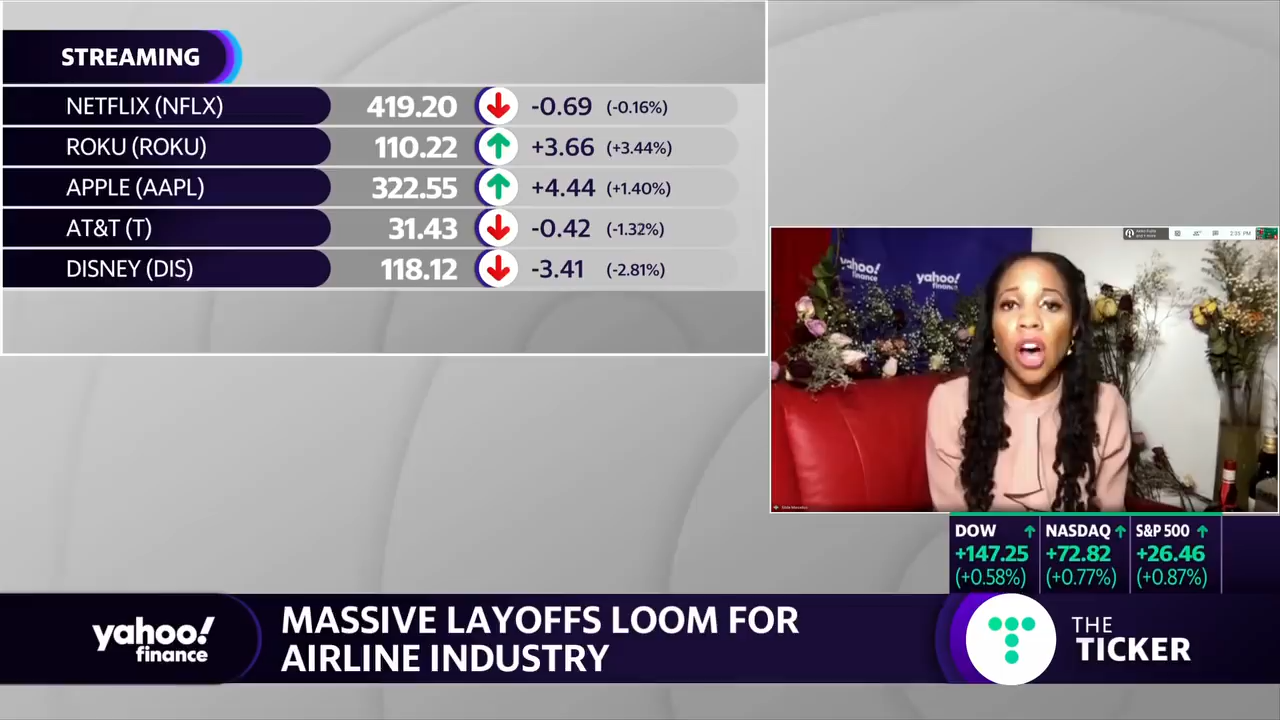 STREAMING
NETFLIX (NFLX) 419.20 -0.69 (-0.16%)
ROKU (ROKU) 110.22 +3.66 (+3.44%)
APPLE (AAPL) 322.55 +4.44 (+1.40%)
AT&T (T) 31.43 -0.42 (-1.32%)
DISNEY (DIS) 118.12 -3.41 (-2.81%)
2:35 PM
yahoo!
finance
yahoo!
finance
DOW NASDAQ S&P 500
+147.25 +72.82 +26.46
(+0.58%) (+0.77%) (+0.87%)
yahoo!
finance
MASSIVE LAYOFFS LOOM FOR
AIRLINE INDUSTRY
THE
TICKER